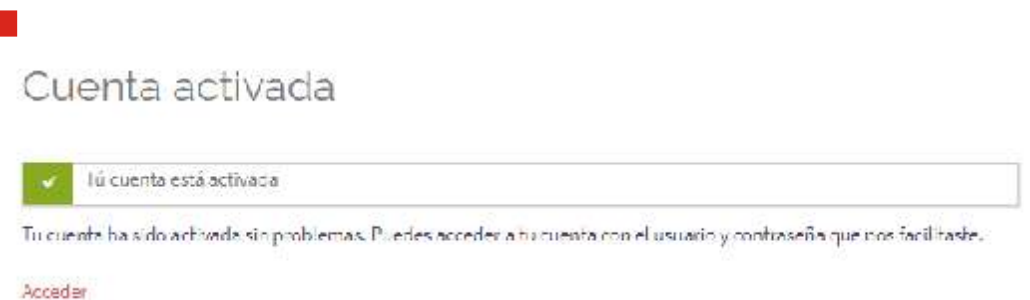 Cuenta activada
Tú cuenta está activada
Tu cuenta ha sido activada sin problemas. Puedes acceder a tu cuenta con el usuario y contraseña que nos facilitaste.
Acceder